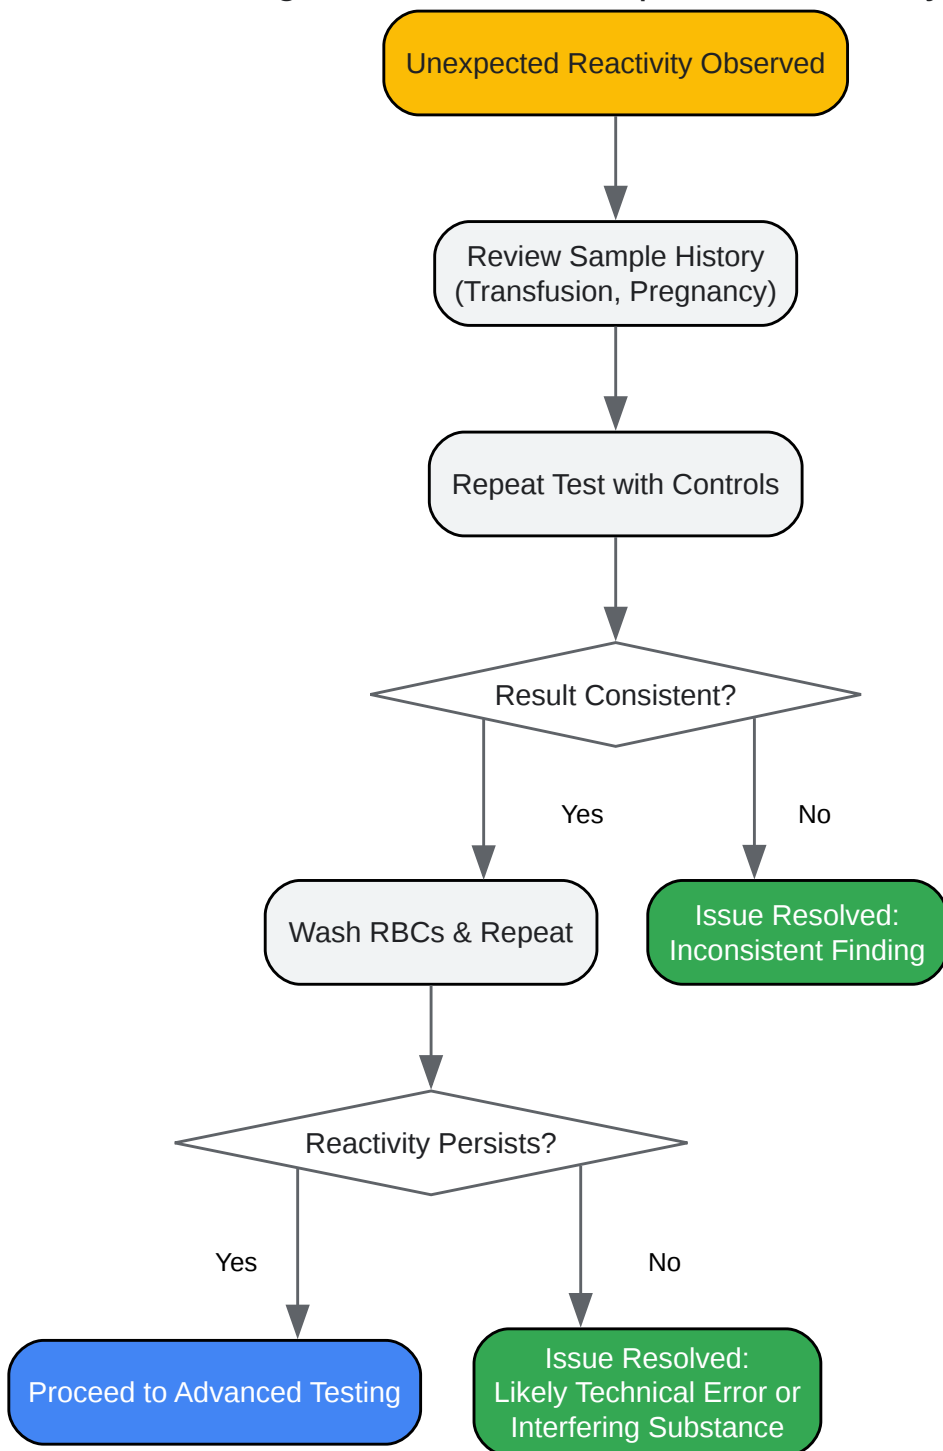 Unexpected Reactivity Observed
Review Sample History
(Transfusion, Pregnancy)
Repeat Test with Controls
Result Consistent?
Yes
No
Wash RBCs & Repeat
Issue Resolved:
Inconsistent Finding
Reactivity Persists?
Yes
No
Proceed to Advanced Testing
Issue Resolved:
Likely Technical Error or
Interfering Substance